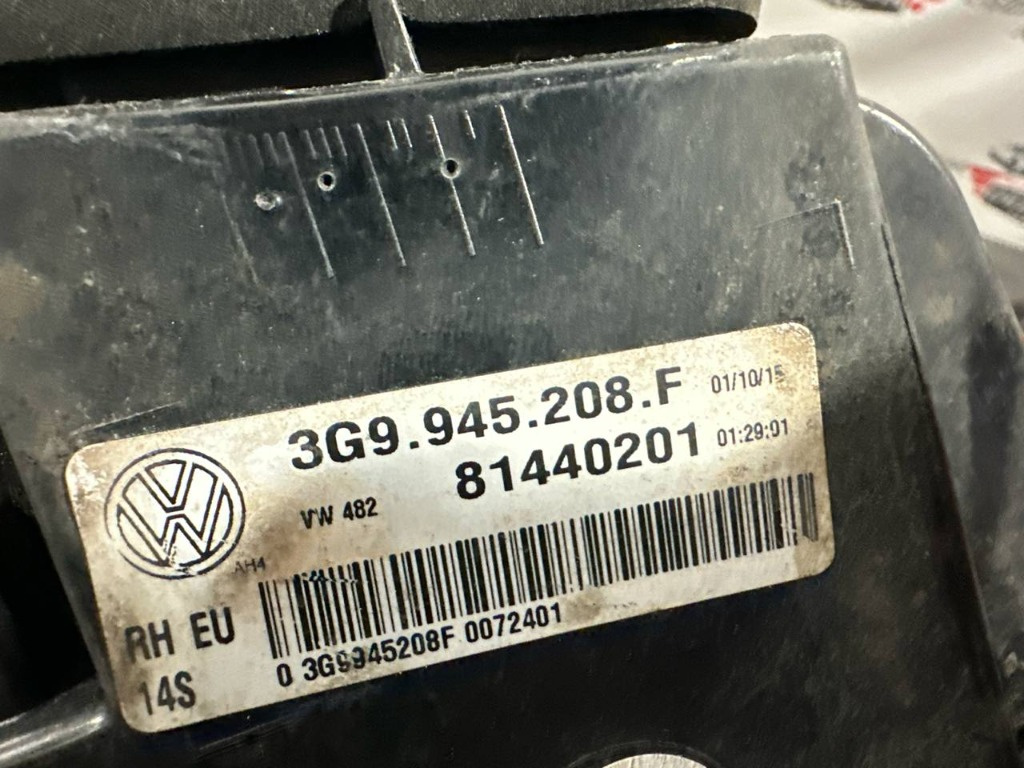 3G9.945.208.F 01/10/15
81440201 01:29:01
VW 482
AH4
RH EU
0 3G9945208F 0072401
14S